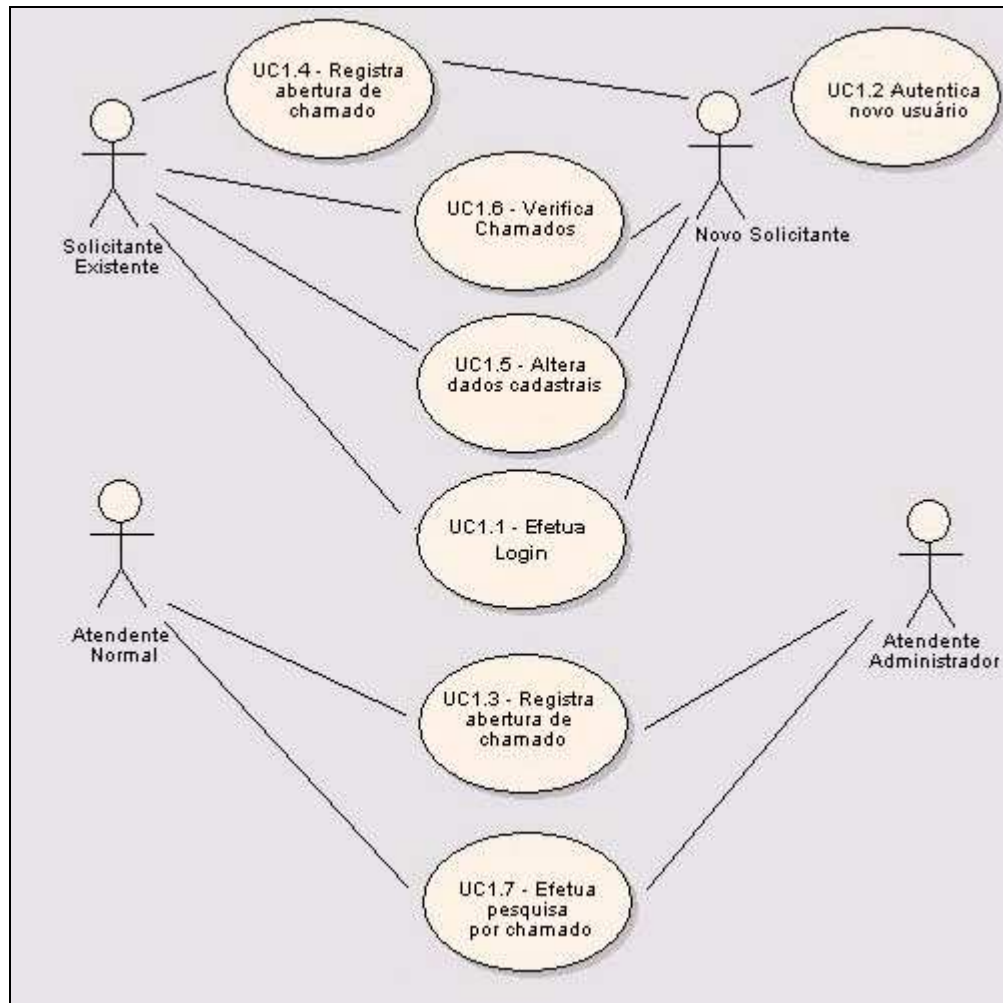 UC1.4 - Registra
abertura de
chamado
UC1.2 Autentica
novo usuário
UC1.6 - Verifica
Chamados
Solicitante
Existente
Novo Solicitante
UC1.5 - Altera
dados cadastrais
UC1.1 - Efetua
Login
Atendente
Normal
Atendente
Administrador
UC1.3 - Registra
abertura de
chamado
UC1.7 - Efetua
pesquisa
por chamado